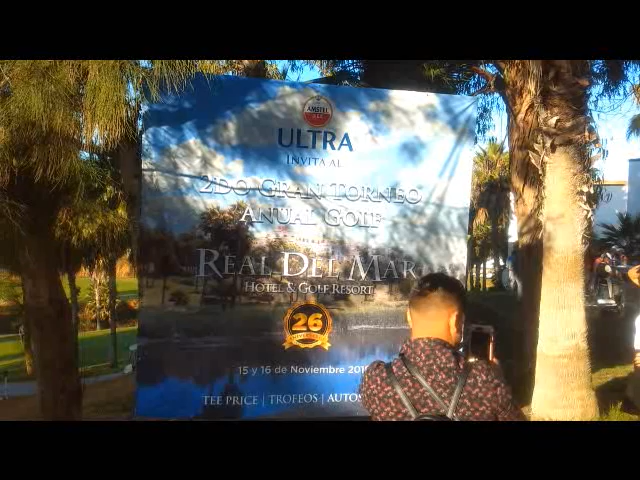 AMSTEL
ULTRA
INVITA AL
2DO GRAN TORNEO
ANUAL GOLF
REAL DEL MAR
HOTEL & GOLF RESORT
26
15 y 16 de Noviembre
TEE PRICE | TROFEOS | AUTOS